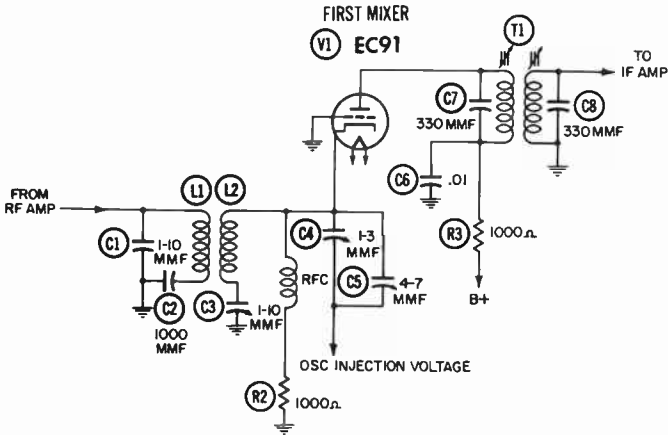 FIRST MIXER
V1 EC91
T1
TO
IF AMP
C7
330 MMF
C8
330 MMF
C6 .01
FROM
RF AMP
L1 L2
C1
1-10
MMF
C4
1-3
MMF
R3 1000Ω
RFC
C5
4-7
MMF
C2
1000
MMF
C3
1-10
MMF
B+
OSC INJECTION VOLTAGE
R2 1000Ω